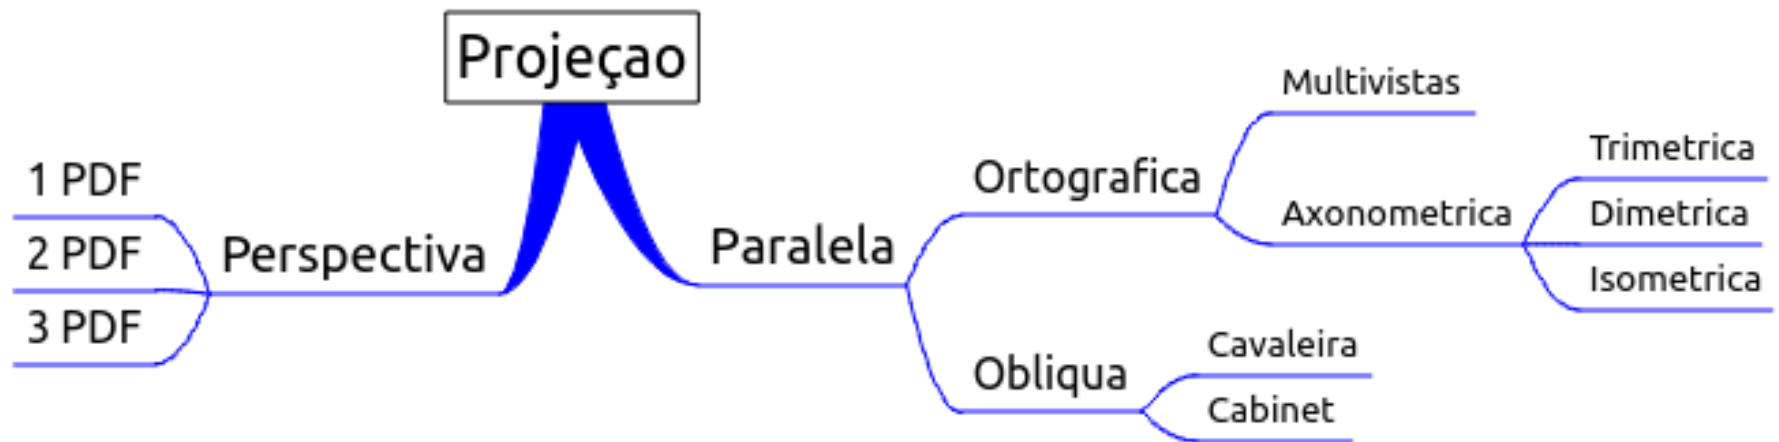 Projeçao
Perspectiva
1 PDF
2 PDF
3 PDF
Paralela
Ortografica
Multivistas
Axonometrica
Trimetrica
Dimetrica
Isometrica
Obliqua
Cavaleira
Cabinet